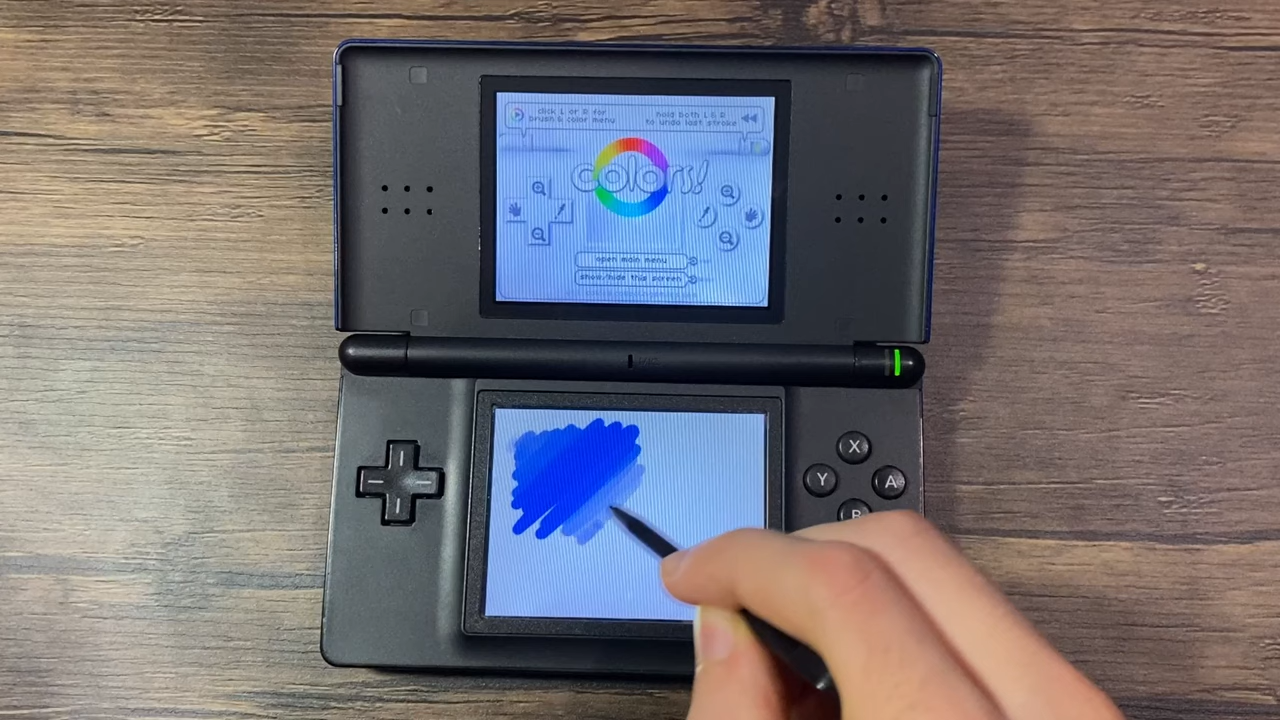 click L or R for
brush & color menu
hold both L & R
to undo last stroke
colors!
open main menu
show/hide this screen
MIC.
X
Y
A
B